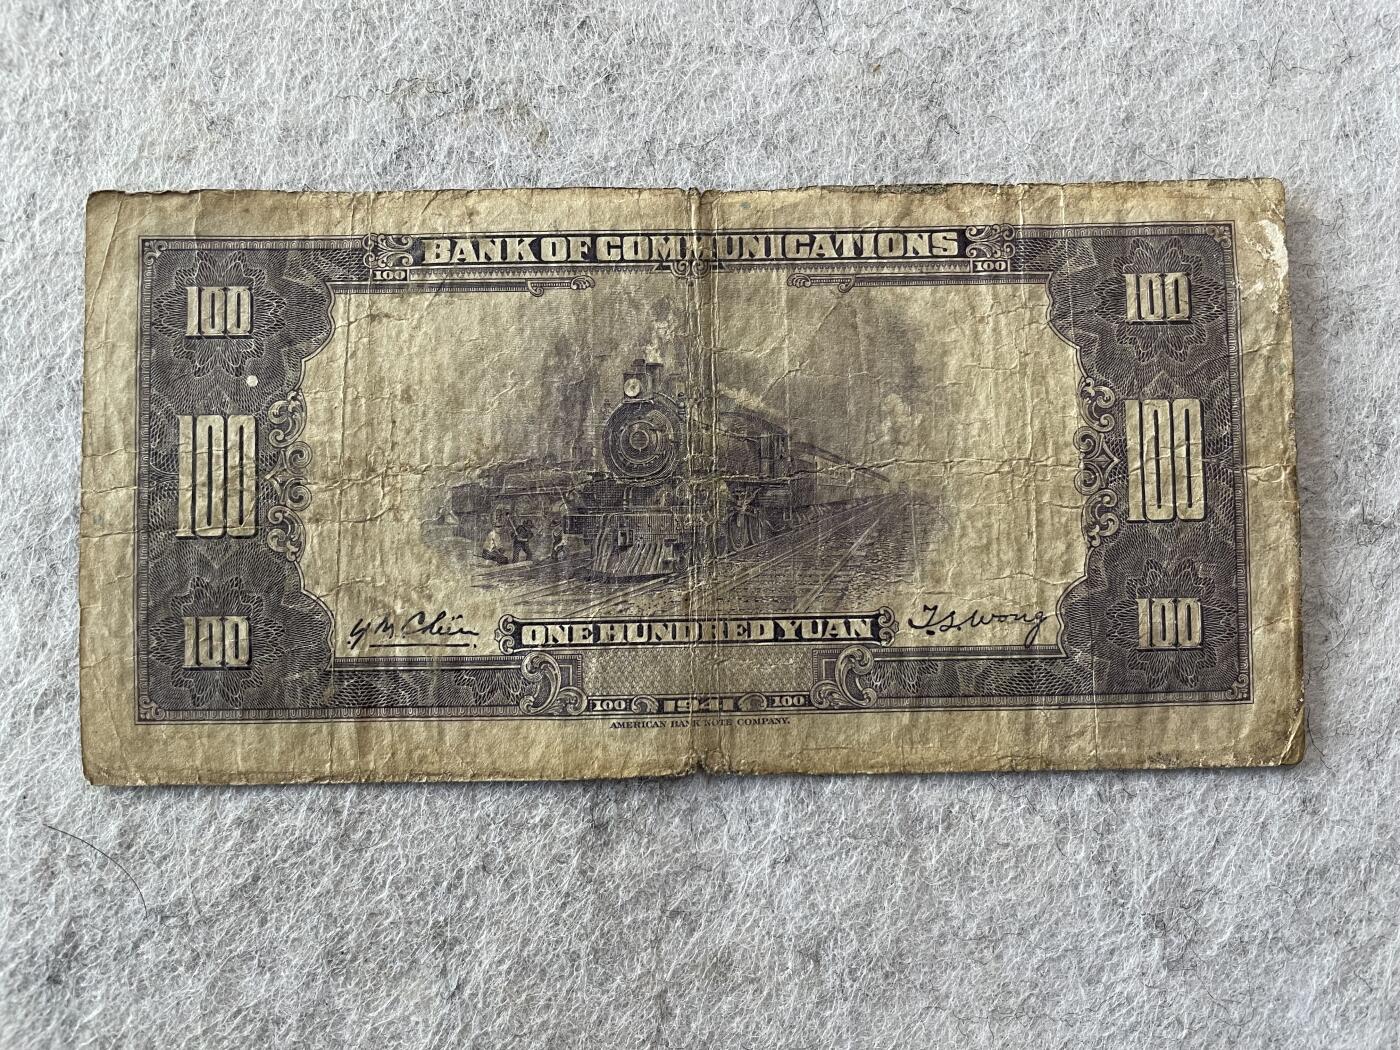 BANK OF COMMUNICATIONS
100 100
100 100
100 100
Y M Chien T. S. Wong
ONE HUNDRED YUAN
100 100
100 1941 100
AMERICAN BANK NOTE COMPANY.